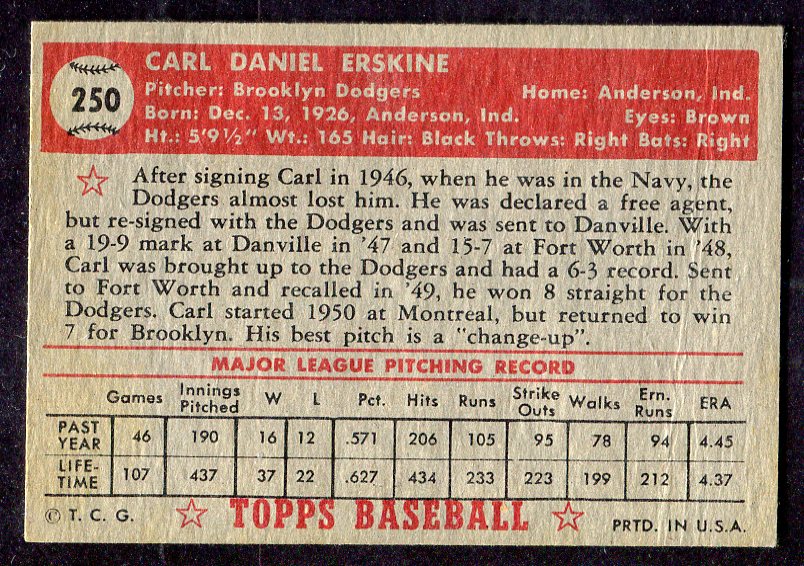 CARL DANIEL ERSKINE
250
Pitcher: Brooklyn Dodgers Home: Anderson, Ind.
Born: Dec. 13, 1926, Anderson, Ind. Eyes: Brown
Ht.: 5'9½" Wt.: 165 Hair: Black Throws: Right Bats: Right
After signing Carl in 1946, when he was in the Navy, the
Dodgers almost lost him. He was declared a free agent,
but re-signed with the Dodgers and was sent to Danville. With
a 19-9 mark at Danville in '47 and 15-7 at Fort Worth in '48,
Carl was brought up to the Dodgers and had a 6-3 record. Sent
to Fort Worth and recalled in '49, he won 8 straight for the
Dodgers. Carl started 1950 at Montreal, but returned to win
7 for Brooklyn. His best pitch is a "change-up".
MAJOR LEAGUE PITCHING RECORD
Games Innings Pitched W L Pct. Hits Runs Strike Outs Walks Ern. Runs ERA
PAST YEAR 46 190 16 12 .571 206 105 95 78 94 4.45
LIFE-TIME 107 437 37 22 .627 434 233 223 199 212 4.37
© T. C. G. TOPPS BASEBALL PRTD. IN U.S.A.